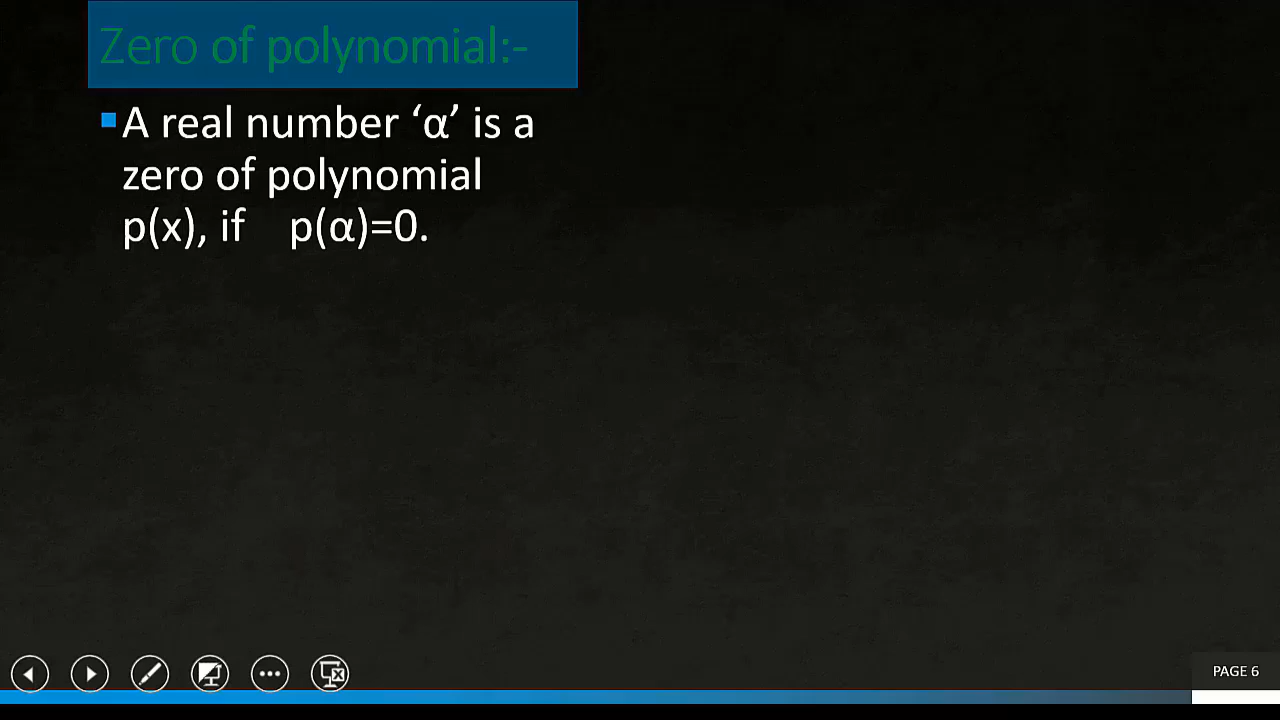 Zero of polynomial:-
A real number ‘α’ is a
zero of polynomial
p(x), if    p(α)=0.
PAGE 6